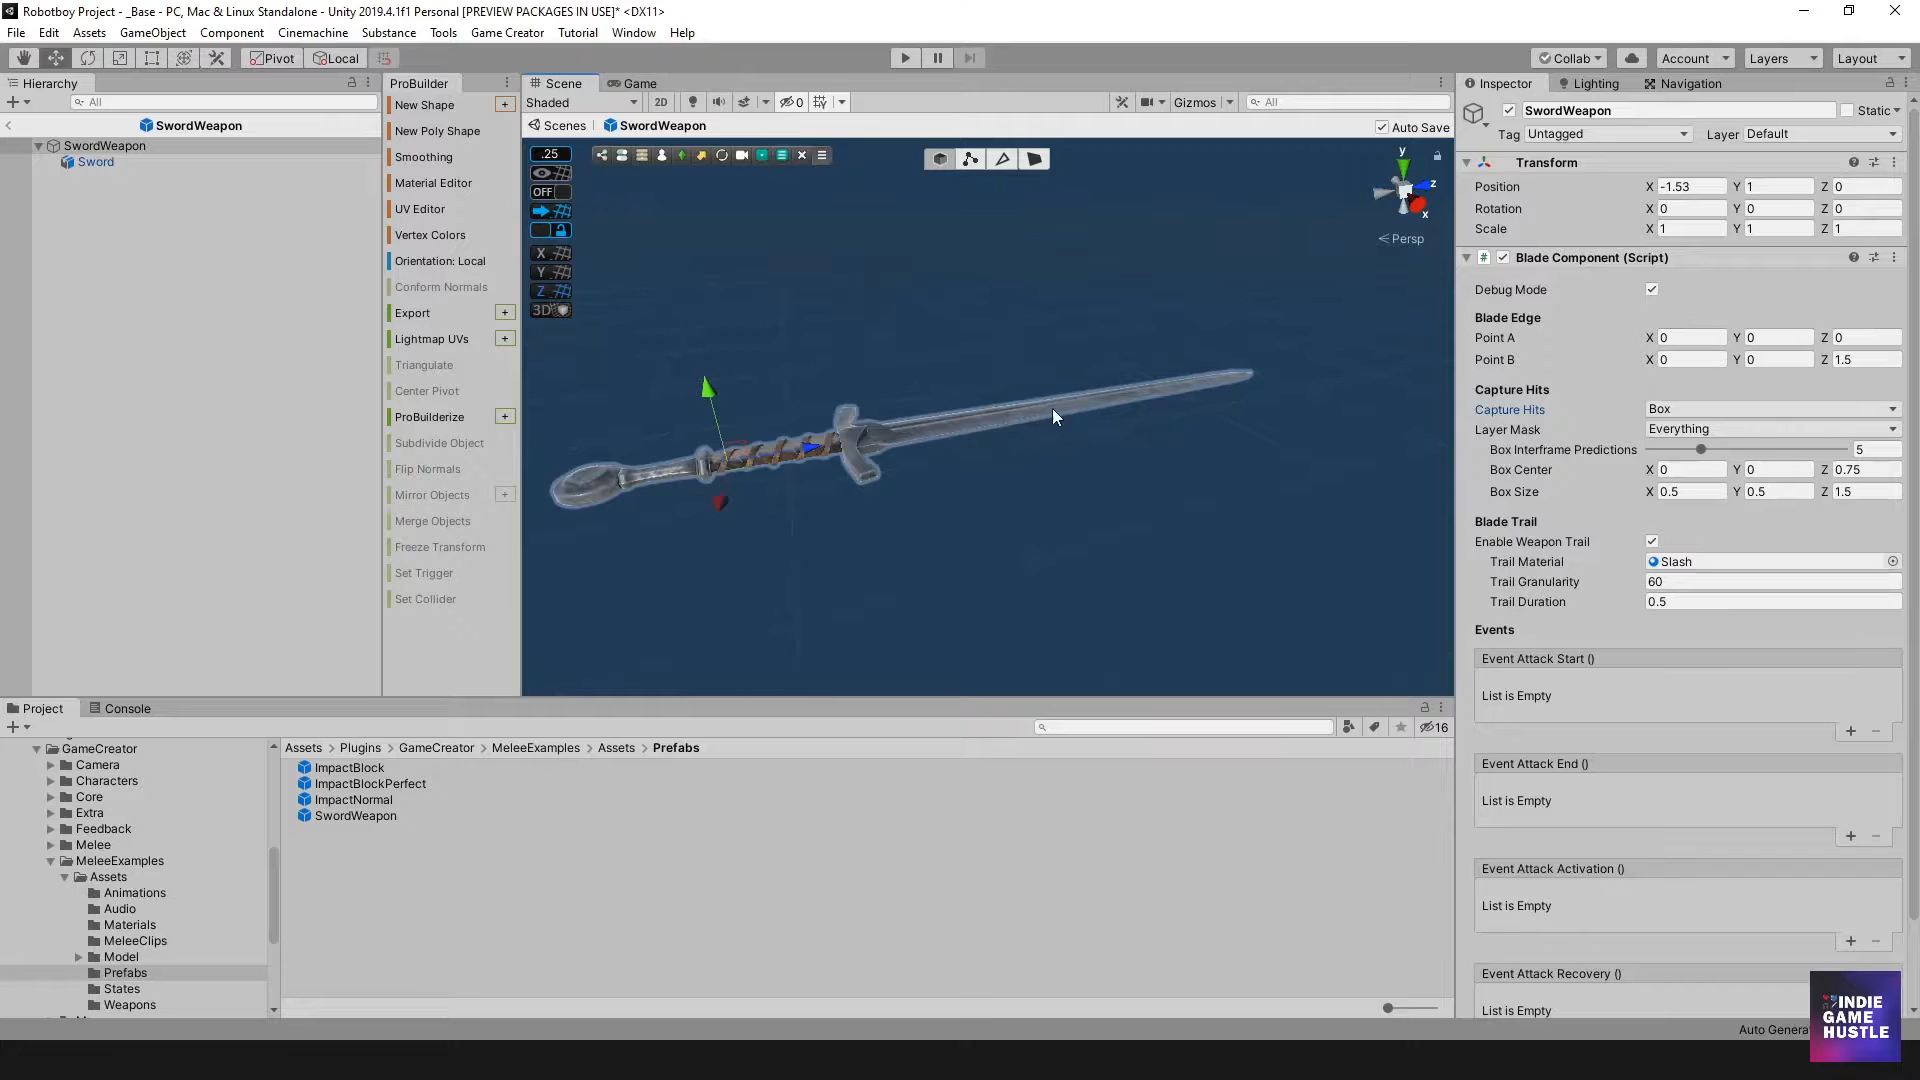 Robotboy Project - _Base - PC, Mac & Linux Standalone - Unity 2019.4.1f1 Personal [PREVIEW PACKAGES IN USE]* <DX11>
File Edit Assets GameObject Component Cinemachine Substance Tools Game Creator Tutorial Window Help
Pivot Local Collab Account Layers Layout
Hierarchy
All
SwordWeapon
SwordWeapon
Sword
ProBuilder
New Shape +
New Poly Shape
Smoothing
Material Editor
UV Editor
Vertex Colors
Orientation: Local
Conform Normals
Export +
Lightmap UVs +
Triangulate
Center Pivot
ProBuilderize +
Subdivide Object
Flip Normals
Mirror Objects +
Merge Objects
Freeze Transform
Set Trigger
Set Collider
Scene Game
Shaded 2D 0 Gizmos All
Scenes SwordWeapon Auto Save
.25
OFF
X
Y
Z
3D
y
z
x
Persp
Inspector Lighting Navigation
SwordWeapon Static
Tag Untagged Layer Default
Transform
Position X -1.53 Y 1 Z 0
Rotation X 0 Y 0 Z 0
Scale X 1 Y 1 Z 1
# Blade Component (Script)
Debug Mode
Blade Edge
Point A X 0 Y 0 Z 0
Point B X 0 Y 0 Z 1.5
Capture Hits
Capture Hits Box
Layer Mask Everything
Box Interframe Predictions 5
Box Center X 0 Y 0 Z 0.75
Box Size X 0.5 Y 0.5 Z 1.5
Blade Trail
Enable Weapon Trail
Trail Material Slash
Trail Granularity 60
Trail Duration 0.5
Events
Event Attack Start ()
List is Empty
Event Attack End ()
List is Empty
Event Attack Activation ()
List is Empty
Event Attack Recovery ()
List is Empty
Project Console
16
GameCreator
Camera
Characters
Core
Extra
Feedback
Melee
MeleeExamples
Assets
Animations
Audio
Materials
MeleeClips
Model
Prefabs
States
Weapons
Assets > Plugins > GameCreator > MeleeExamples > Assets > Prefabs
ImpactBlock
ImpactBlockPerfect
ImpactNormal
SwordWeapon
INDIE
GAME
HUSTLE